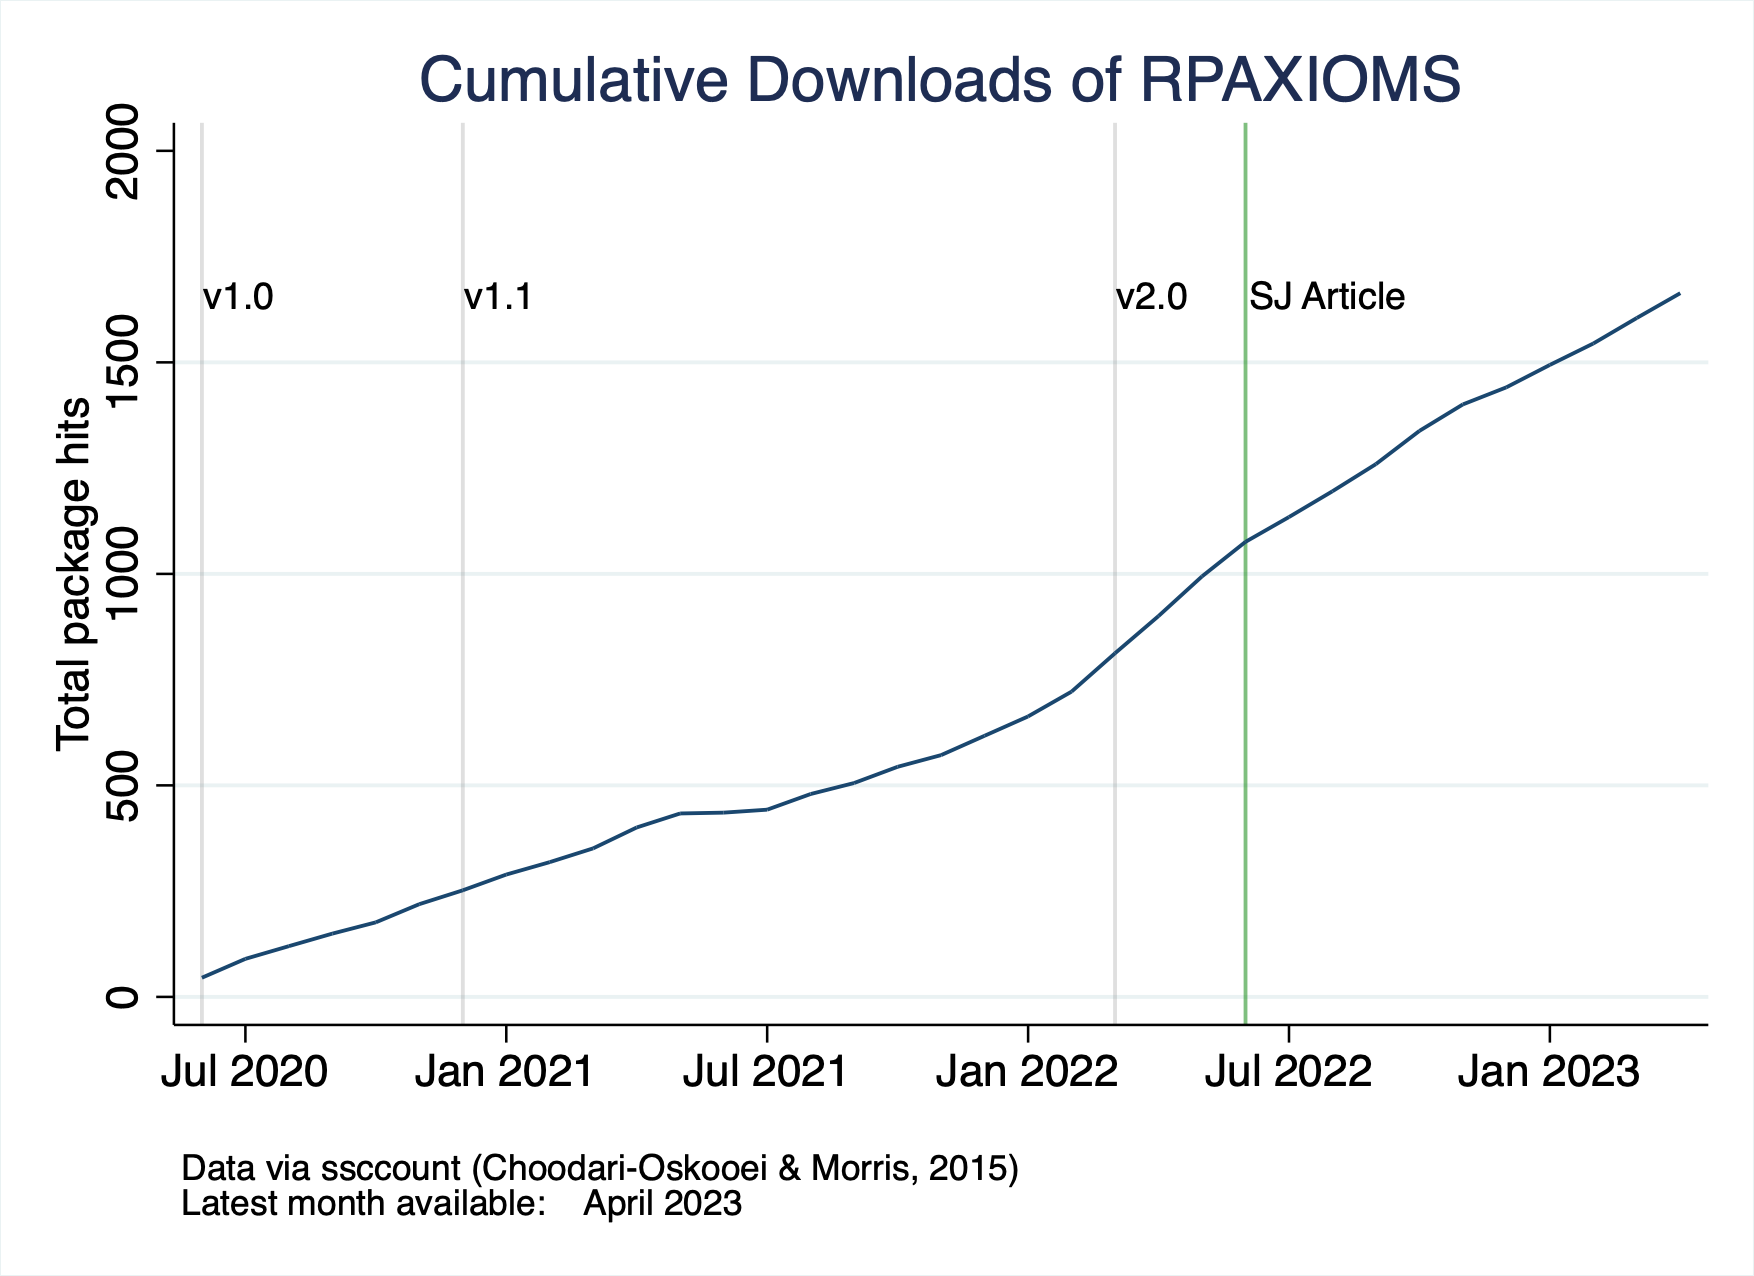 Cumulative Downloads of RPAXIOMS
Total package hits
2000
1500
1000
500
0
v1.0
v1.1
v2.0
SJ Article
Jul 2020
Jan 2021
Jul 2021
Jan 2022
Jul 2022
Jan 2023
Data via ssccount (Choodari-Oskooei & Morris, 2015)
Latest month available: April 2023